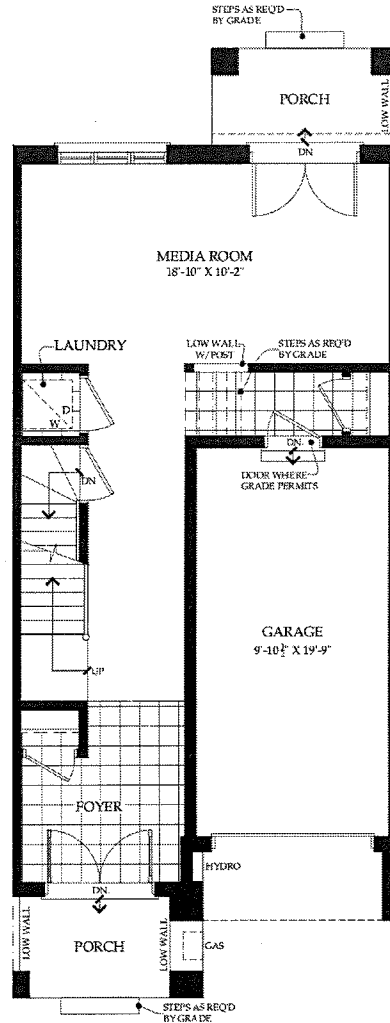 STEPS AS REQ'D
BY GRADE
PORCH
LOW WALL
DN
MEDIA ROOM
18'-10" X 10'-2"
LAUNDRY
LOW WALL
W/POST
STEPS AS REQ'D
BY GRADE
D
W
DN
DN.
DOOR WHERE
GRADE PERMITS
GARAGE
9'-10½" X 19'-9"
UP
FOYER
HYDRO
DN.
LOW WALL
PORCH
LOW WALL
GAS
STEPS AS REQ'D
BY GRADE